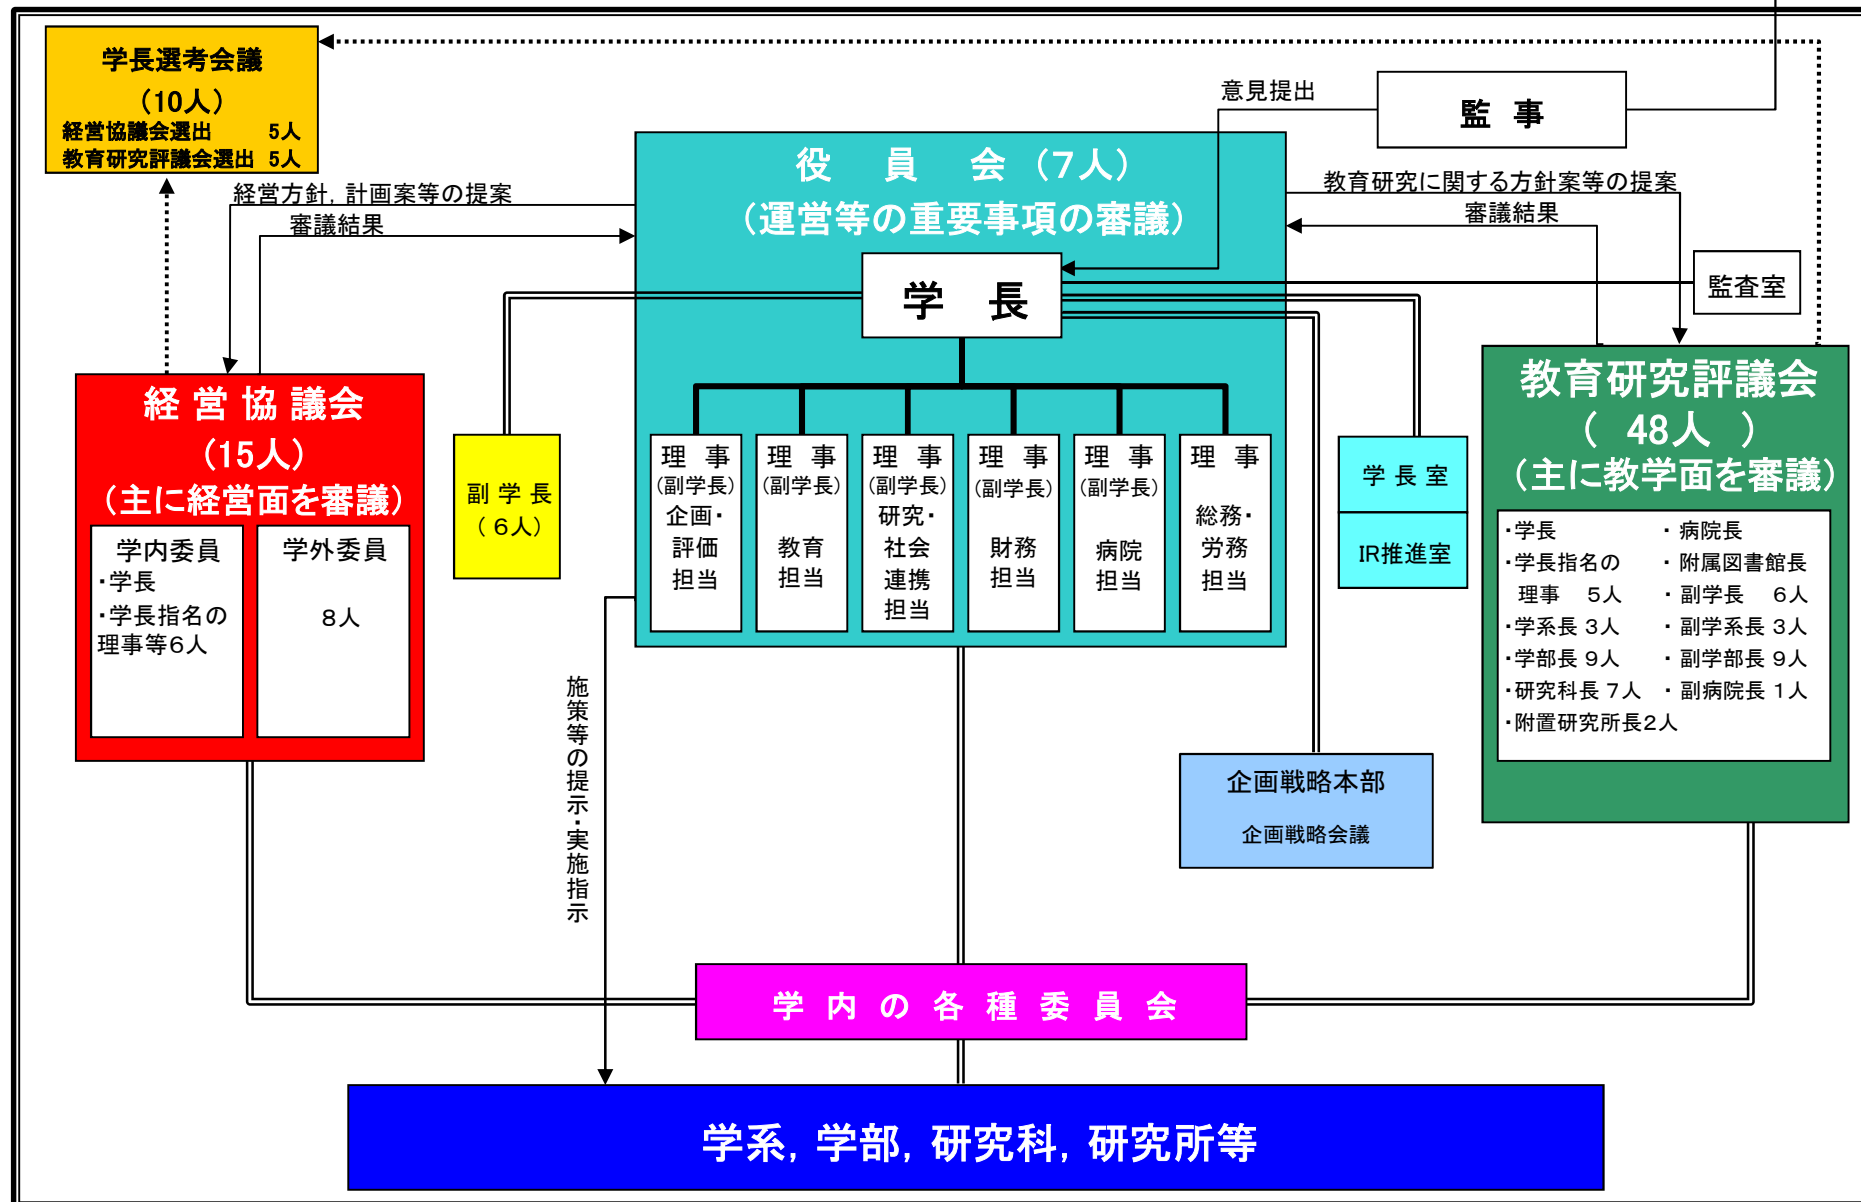 学長選考会議
（10人）
経営協議会選出　　　5人
教育研究評議会選出 5人
意見提出
監　事
役　員　会（7人）
（運営等の重要事項の審議）
経営方針，計画案等の提案
審議結果
教育研究に関する方針案等の提案
審議結果
学　長
監査室
経 営 協 議会
（15人）
（主に経営面を審議）
学内委員
・学長
・学長指名の
理事等6人
学外委員
8人
副 学 長
（ 6人）
理　事
（副学長）
企画・
評価
担当
理　事
（副学長）
教育
担当
理　事
（副学長）
研究・
社会
連携
担当
理　事
（副学長）
財務
担当
理　事
（副学長）
病院
担当
理　事
総務・
労務
担当
学 長 室
IR推進室
教育研究評議会
（ 48人 ）
（主に教学面を審議）
・学長
・学長指名の
理事　5人
・学系長 3人
・学部長 9人
・研究科長 7人
・附置研究所長2人
・ 病院長
・ 附属図書館長
・ 副学長　6人
・ 副学系長 3人
・ 副学部長 9人
・ 副病院長 1人
施策等の提示・実施指示
企画戦略本部
企画戦略会議
学 内 の 各 種 委 員 会
学系，学部，研究科，研究所等